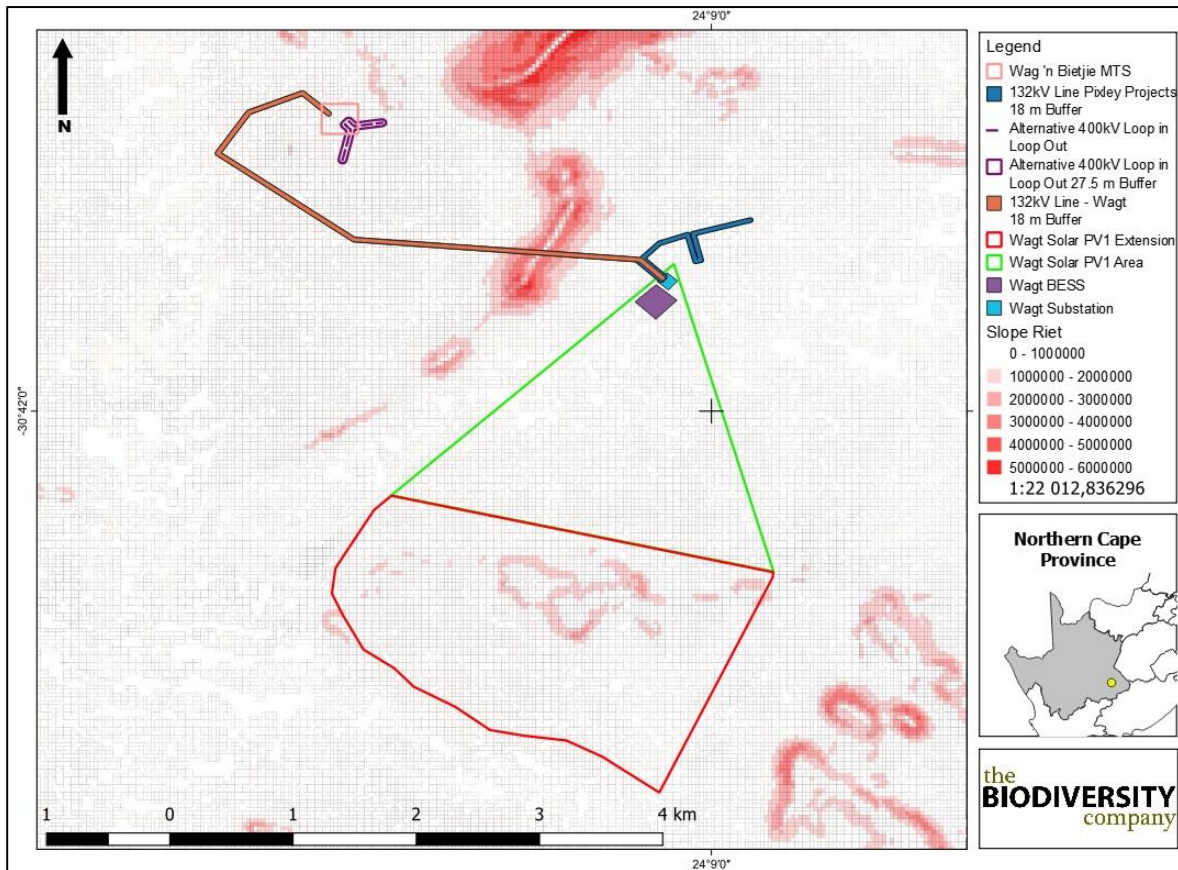 24°9'0"
N
-30°42'0"
1 0 1 2 3 4 km
24°9'0"
Legend
Wag 'n Bietjie MTS
132kV Line Pixley Projects
18 m Buffer
Alternative 400kV Loop in
Loop Out
Alternative 400kV Loop in
Loop Out 27.5 m Buffer
132kV Line - Wagt
18 m Buffer
Wagt Solar PV1 Extension
Wagt Solar PV1 Area
Wagt BESS
Wagt Substation
Slope Riet
0 - 1000000
1000000 - 2000000
2000000 - 3000000
3000000 - 4000000
4000000 - 5000000
5000000 - 6000000
1:22 012,836296
Northern Cape
Province
the
BIODIVERSITY
company